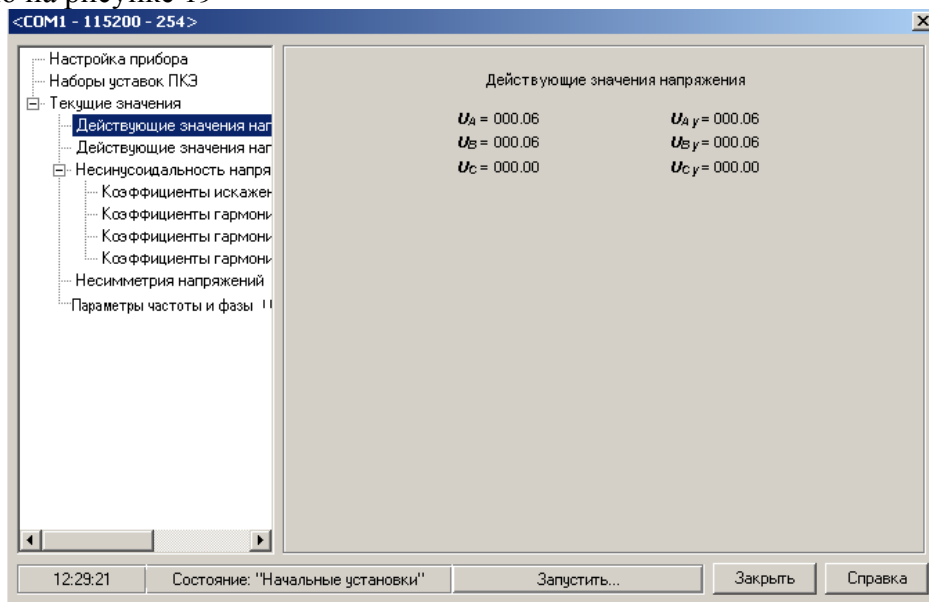 на рисунке 19
<COM1 - 115200 - 254>
Настройка прибора
Наборы уставок ПКЭ
Текущие значения
Действующие значения нап
Действующие значения нап
Несинусоидальность напря
Коэффициенты искажен
Коэффициенты гармони
Коэффициенты гармони
Коэффициенты гармони
Несимметрия напряжений
Параметры частоты и фазы
Действующие значения напряжения
UA = 000.06 UA y = 000.06
UB = 000.06 UB y = 000.06
UC = 000.00 UC y = 000.00
12:29:21 Состояние: "Начальные установки" Запустить... Закрыть Справка